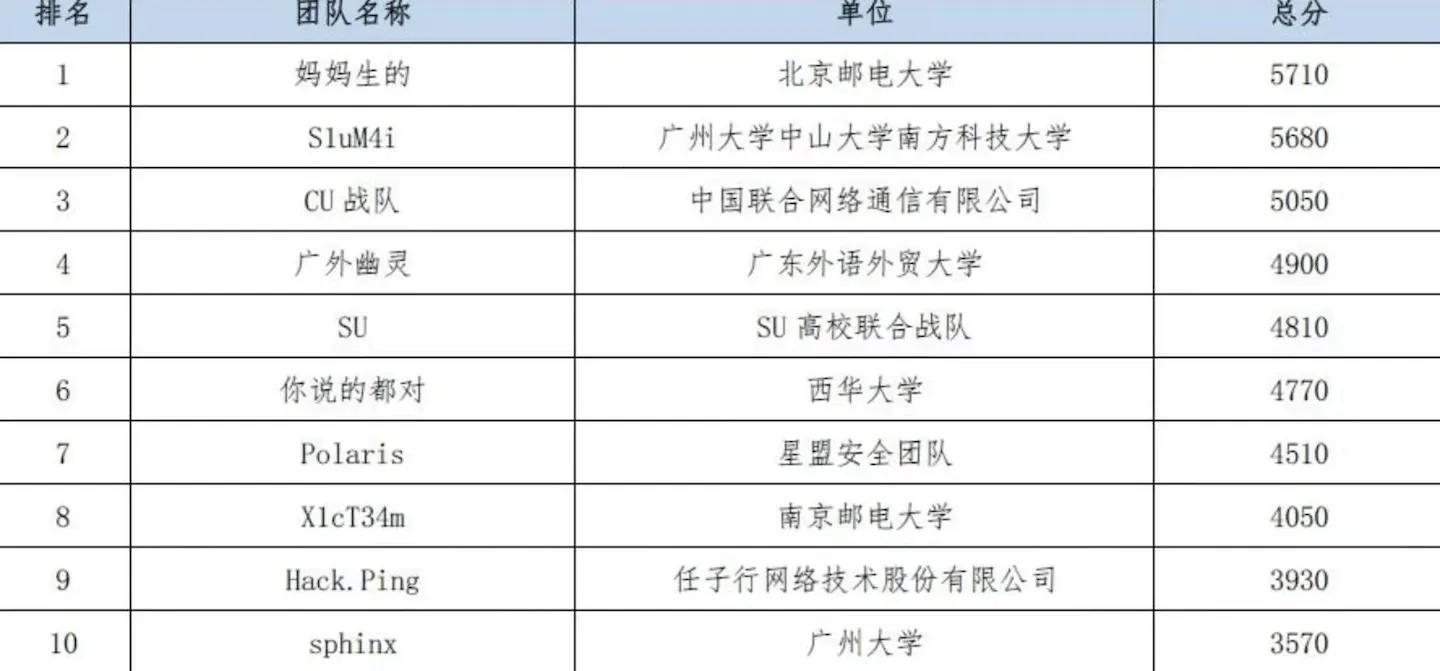 排名 团队名称 单位 总分
1 妈妈生的 北京邮电大学 5710
2 S1uM4i 广州大学中山大学南方科技大学 5680
3 CU 战队 中国联合网络通信有限公司 5050
4 广外幽灵 广东外语外贸大学 4900
5 SU SU 高校联合战队 4810
6 你说的都对 西华大学 4770
7 Polaris 星盟安全团队 4510
8 X1cT34m 南京邮电大学 4050
9 Hack.Ping 任子行网络技术股份有限公司 3930
10 sphinx 广州大学 3570